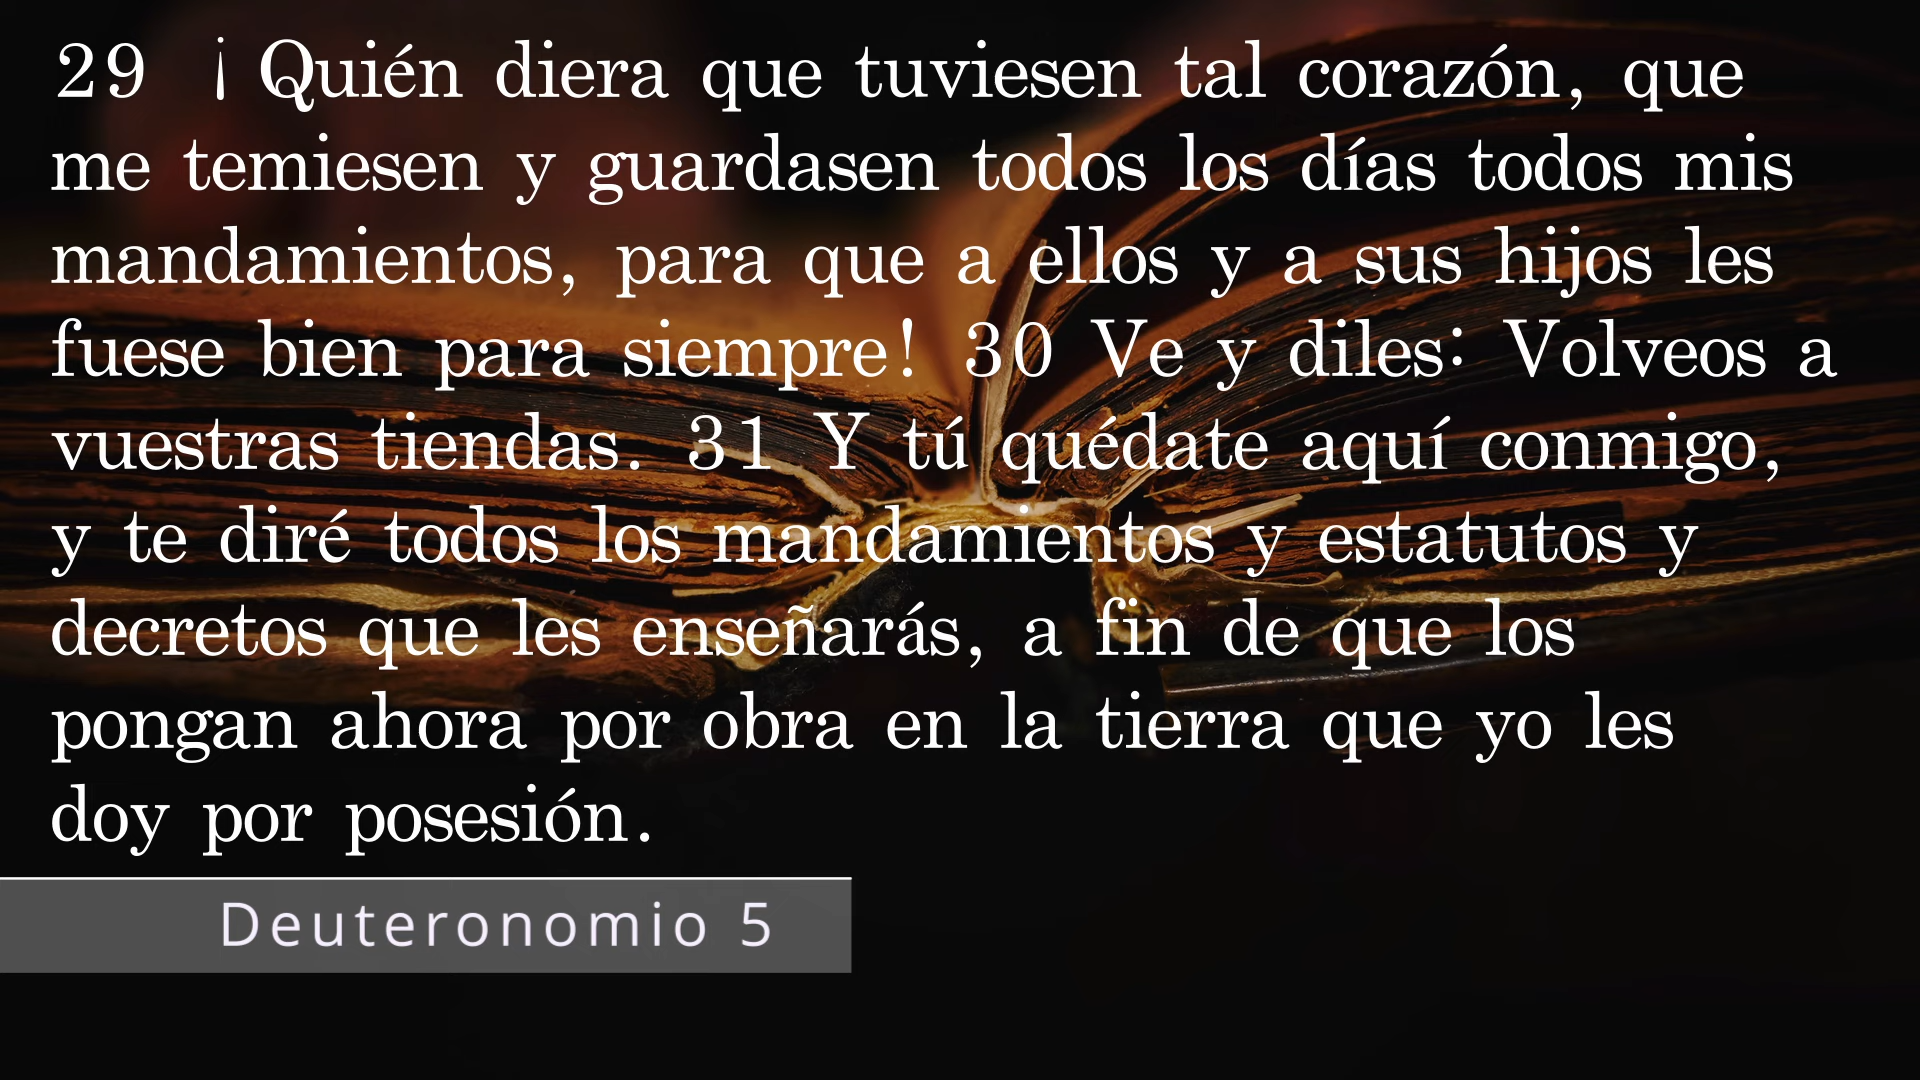 29 ¡Quién diera que tuviesen tal corazón, que
me temiesen y guardasen todos los días todos mis
mandamientos, para que a ellos y a sus hijos les
fuese bien para siempre! 30 Ve y diles: Volveos a
vuestras tiendas. 31 Y tú quédate aquí conmigo,
y te diré todos los mandamientos y estatutos y
decretos que les enseñarás, a fin de que los
pongan ahora por obra en la tierra que yo les
doy por posesión.
Deuteronomio 5